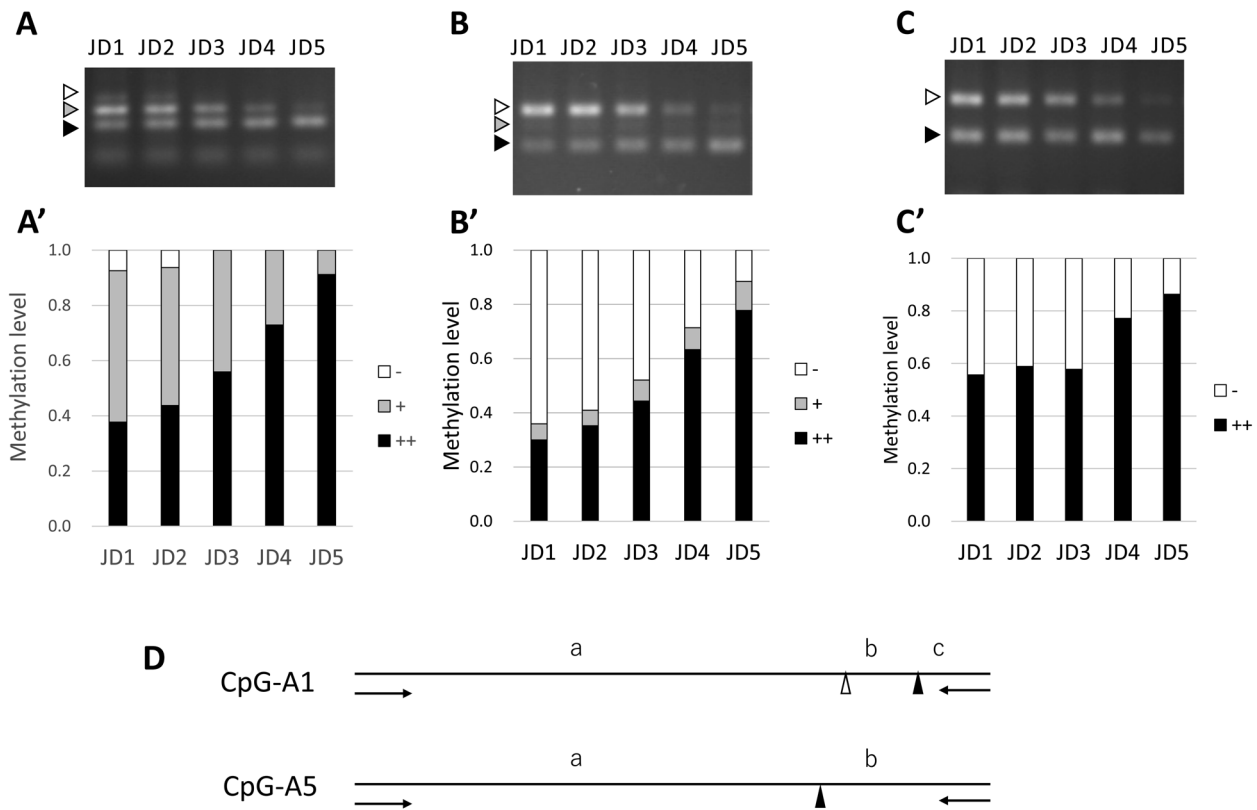 A
JD1 JD2 JD3 JD4 JD5
B
JD1 JD2 JD3 JD4 JD5
C
JD1 JD2 JD3 JD4 JD5
A’
Methylation level
1.0
0.8
0.6
0.4
0.2
0.0
JD1 JD2 JD3 JD4 JD5
-
+
++
B’
Methylation level
1.0
0.8
0.6
0.4
0.2
0.0
JD1 JD2 JD3 JD4 JD5
-
+
++
C’
Methylation level
1.0
0.8
0.6
0.4
0.2
0.0
JD1 JD2 JD3 JD4 JD5
-
++
D
a b c
CpG-A1
a b
CpG-A5